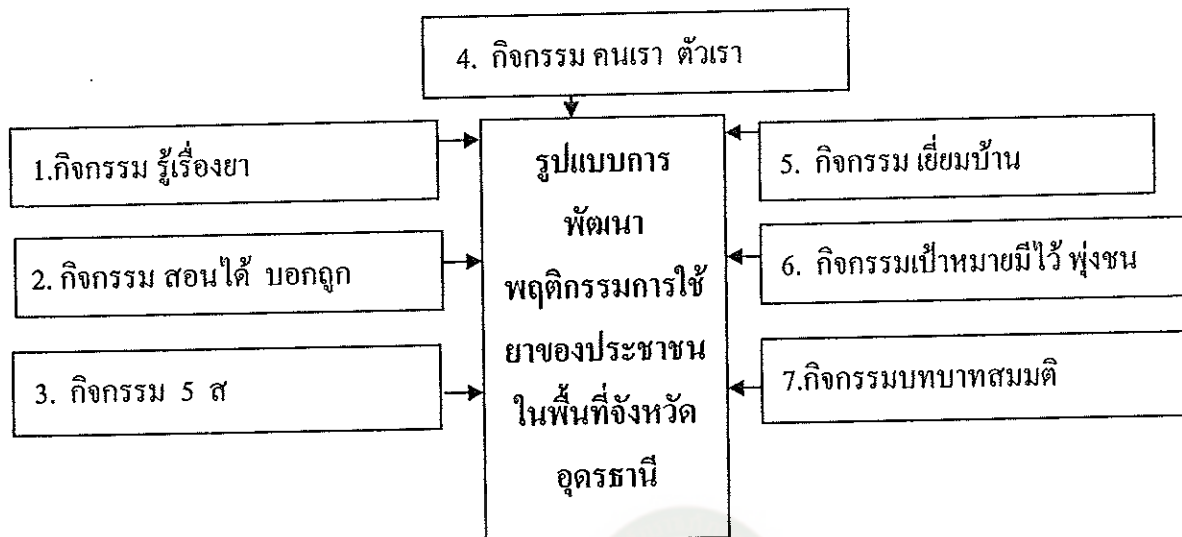 4. กิจกรรม คนเรา ตัวเรา
1.กิจกรรม รู้เรื่องยา
2. กิจกรรม สอนได้ บอกถูก
3. กิจกรรม 5 ส
รูปแบบการ
พัฒนา
พฤติกรรมการใช้
ยาของประชาชน
ในพื้นที่จังหวัด
อุดรธานี
5. กิจกรรม เยี่ยมบ้าน
6. กิจกรรมเป้าหมายมีไว้ พุ่งชน
7.กิจกรรมบทบาทสมมติ